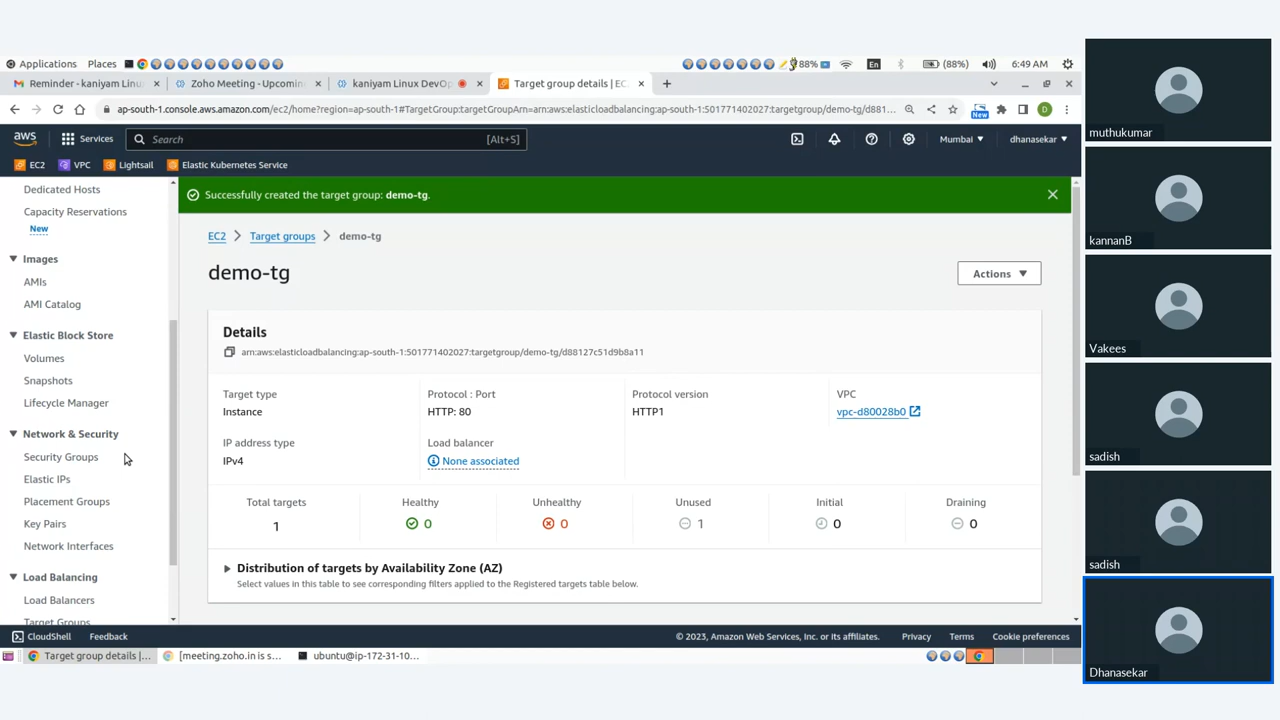 Applications Places 88% En (88%) 6:49 AM
Reminder - kaniyam Linu Zoho Meeting - Upcomin kaniyam Linux DevO Target group details | EC
ap-south-1.console.aws.amazon.com/ec2/home?region=ap-south-1#TargetGroup:targetGroupArn=arn:aws:elasticloadbalancing:ap-south-1:501771402027:targetgroup/demo-tg/d881... New D
aws Services Search [Alt+S] Mumbai dhanasekar
EC2 VPC Lightsail Elastic Kubernetes Service
Dedicated Hosts
Capacity Reservations
New
Images
AMIs
AMI Catalog
Elastic Block Store
Volumes
Snapshots
Lifecycle Manager
Network & Security
Security Groups
Elastic IPs
Placement Groups
Key Pairs
Network Interfaces
Load Balancing
Load Balancers
Target Groups
Successfully created the target group: demo-tg.
EC2 Target groups demo-tg
demo-tg
Actions
Details
arn:aws:elasticloadbalancing:ap-south-1:501771402027:targetgroup/demo-tg/d88127c51d9b8a11
Target type
Instance
Protocol : Port
HTTP: 80
Protocol version
HTTP1
VPC
vpc-d80028b0
IP address type
IPv4
Load balancer
None associated
Total targets
1
Healthy
0
Unhealthy
0
Unused
1
Initial
0
Draining
0
Distribution of targets by Availability Zone (AZ)
Select values in this table to see corresponding filters applied to the Registered targets table below.
CloudShell Feedback © 2023, Amazon Web Services, Inc. or its affiliates. Privacy Terms Cookie preferences
Target group details |... [meeting.zoho.in is s... ubuntu@ip-172-31-10...
muthukumar
kannanB
Vakees
sadish
sadish
Dhanasekar